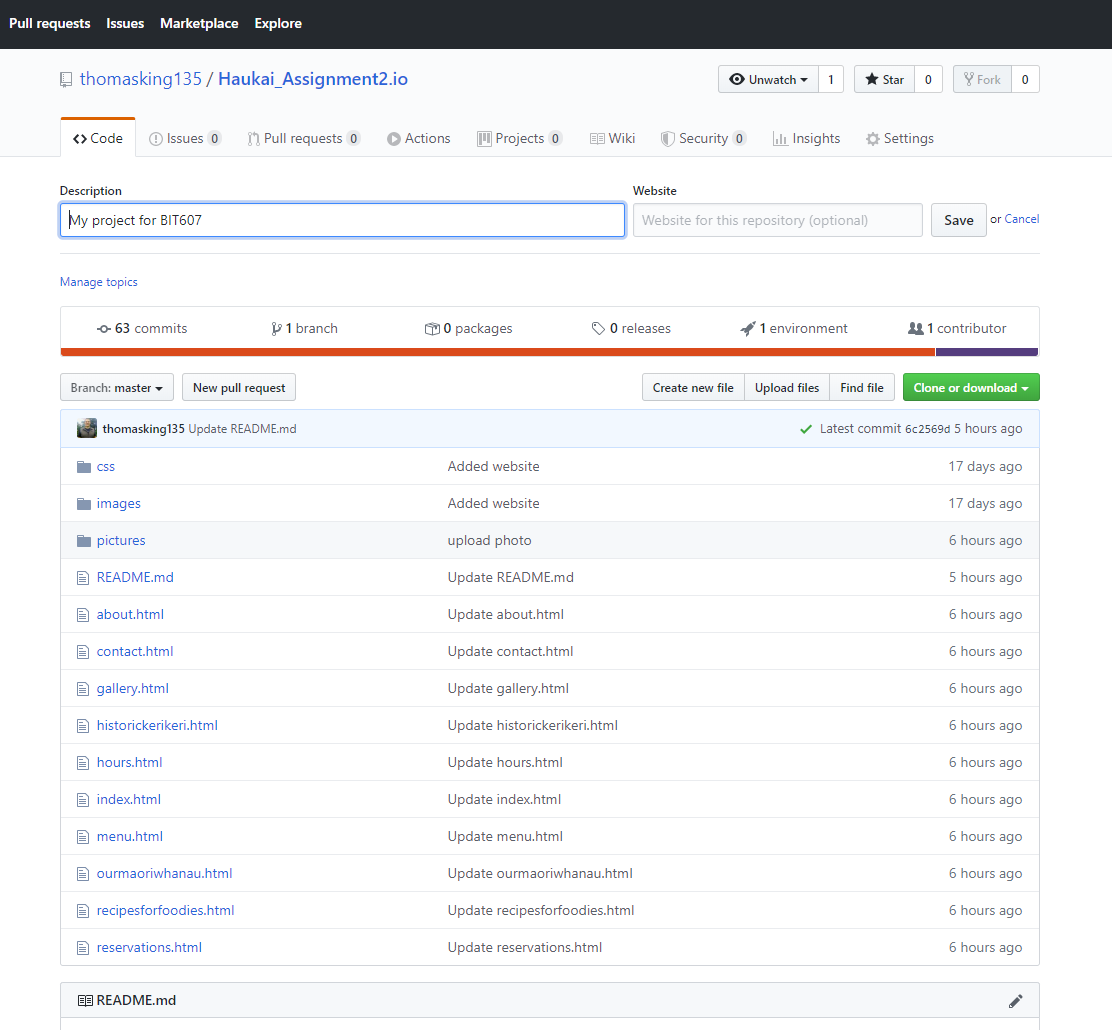 Pull requests Issues Marketplace Explore
thomasking135 / Haukai_Assignment2.io Unwatch 1 Star 0 Fork 0
Code Issues 0 Pull requests 0 Actions Projects 0 Wiki Security 0 Insights Settings
Description Website
My project for BIT607 Website for this repository (optional) Save or Cancel
Manage topics
63 commits 1 branch 0 packages 0 releases 1 environment 1 contributor
Branch: master New pull request Create new file Upload files Find file Clone or download
thomasking135 Update README.md Latest commit 6c2569d 5 hours ago
css Added website 17 days ago
images Added website 17 days ago
pictures upload photo 6 hours ago
README.md Update README.md 5 hours ago
about.html Update about.html 6 hours ago
contact.html Update contact.html 6 hours ago
gallery.html Update gallery.html 6 hours ago
historickerikeri.html Update historickerikeri.html 6 hours ago
hours.html Update hours.html 6 hours ago
index.html Update index.html 6 hours ago
menu.html Update menu.html 6 hours ago
ourmaoriwhanau.html Update ourmaoriwhanau.html 6 hours ago
recipesforfoodies.html Update recipesforfoodies.html 6 hours ago
reservations.html Update reservations.html 6 hours ago
README.md